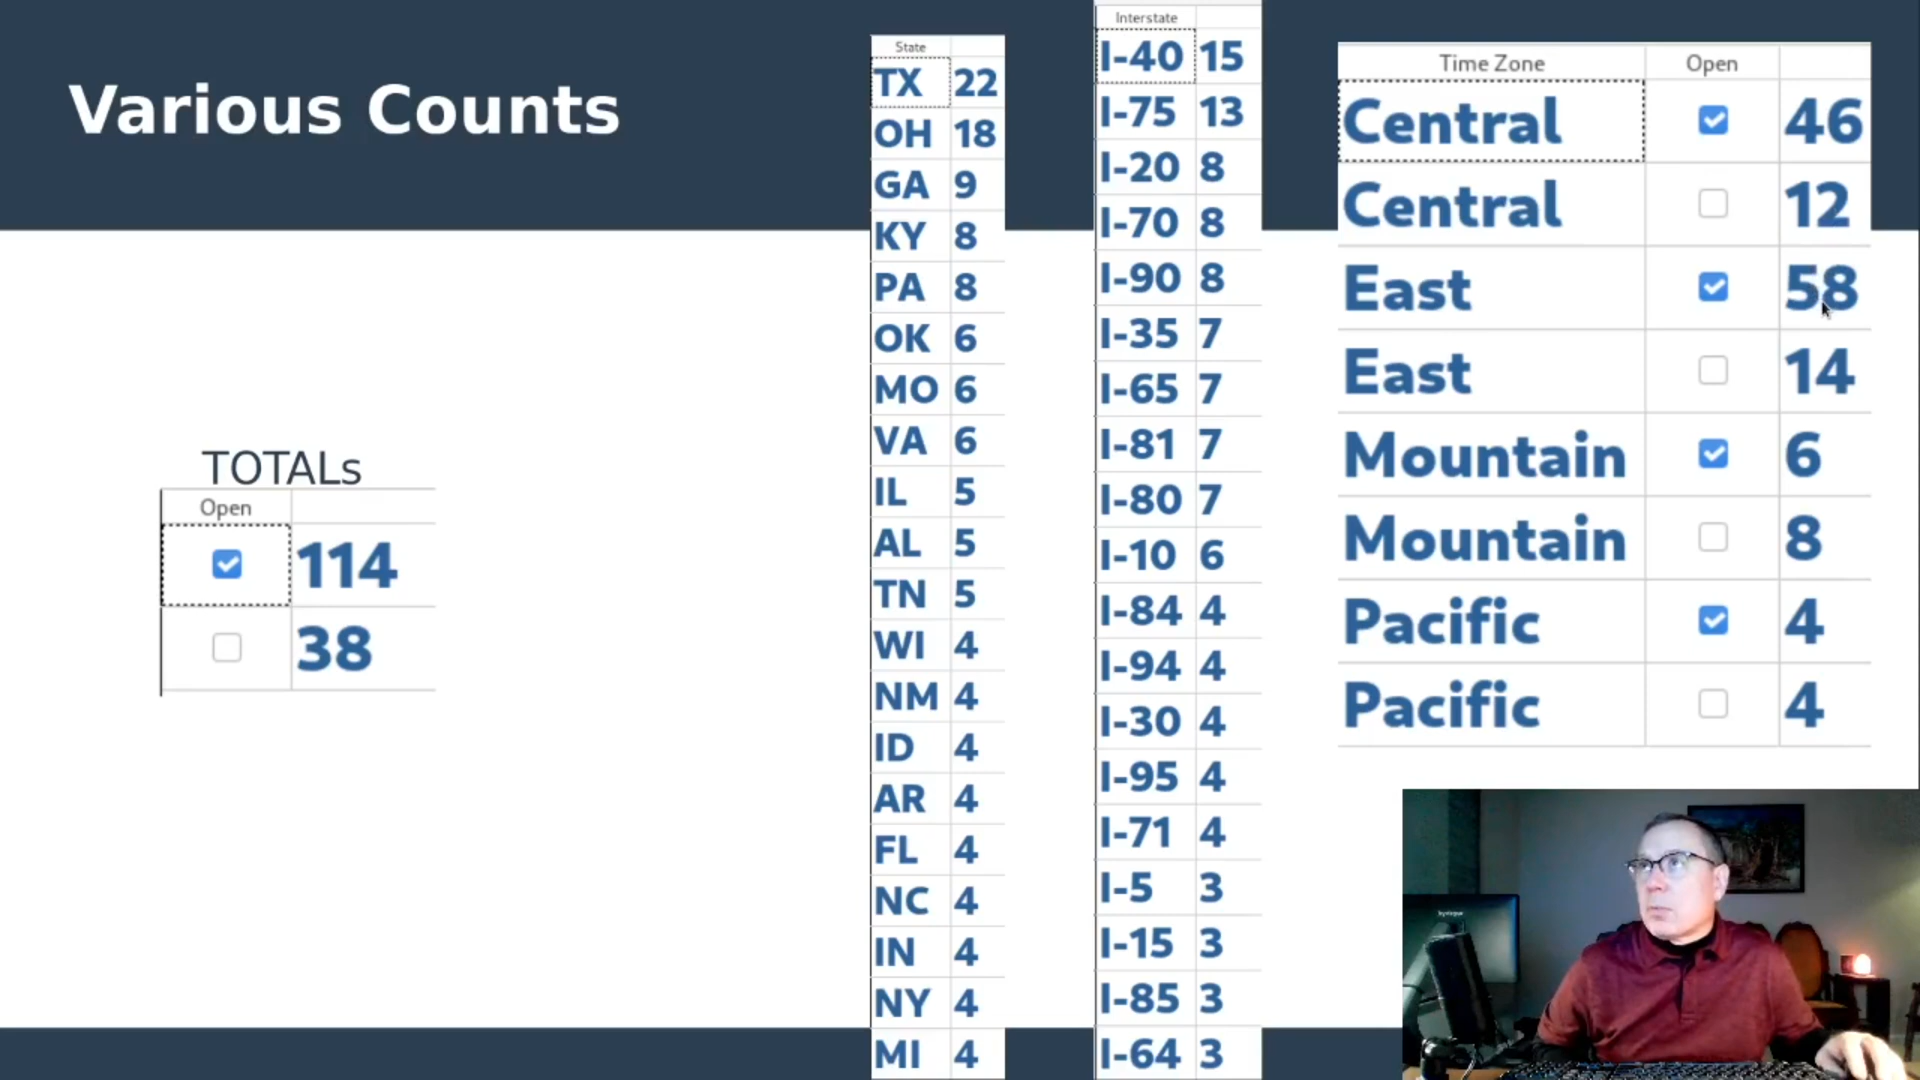 Various Counts
TOTALs
Open
114
38
State
TX 22
OH 18
GA 9
KY 8
PA 8
OK 6
MO 6
VA 6
IL 5
AL 5
TN 5
WI 4
NM 4
ID 4
AR 4
FL 4
NC 4
IN 4
NY 4
MI 4
Interstate
I-40 15
I-75 13
I-20 8
I-70 8
I-90 8
I-35 7
I-65 7
I-81 7
I-80 7
I-10 6
I-84 4
I-94 4
I-30 4
I-95 4
I-71 4
I-5 3
I-15 3
I-85 3
I-64 3
Time Zone Open
Central 46
Central 12
East 58
East 14
Mountain 6
Mountain 8
Pacific 4
Pacific 4